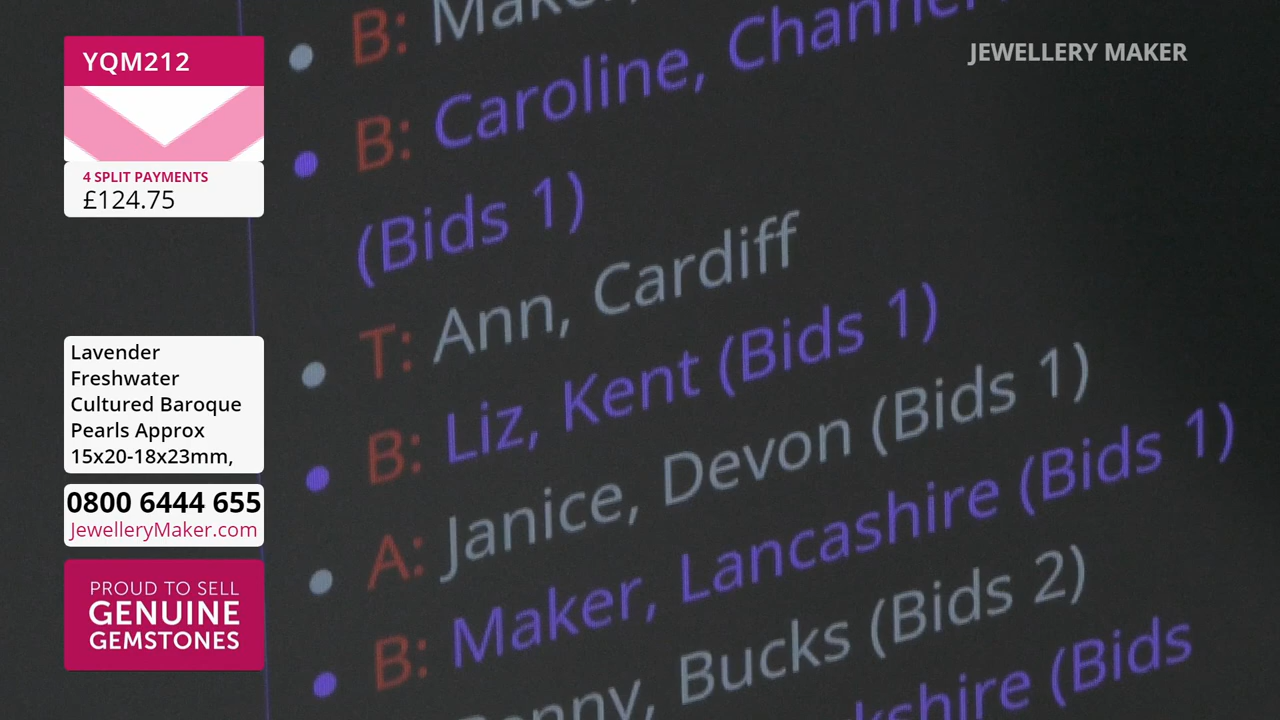 YQM212
4 SPLIT PAYMENTS
£124.75
Lavender
Freshwater
Cultured Baroque
Pearls Approx
15x20-18x23mm,
0800 6444 655
JewelleryMaker.com
PROUD TO SELL
GENUINE
GEMSTONES
JEWELLERY MAKER
B: Maker,
B: Caroline, Channel
(Bids 1)
T: Ann, Cardiff
B: Liz, Kent (Bids 1)
A: Janice, Devon (Bids 1)
B: Maker, Lancashire (Bids 1)
Bucks (Bids 2)
(Bids